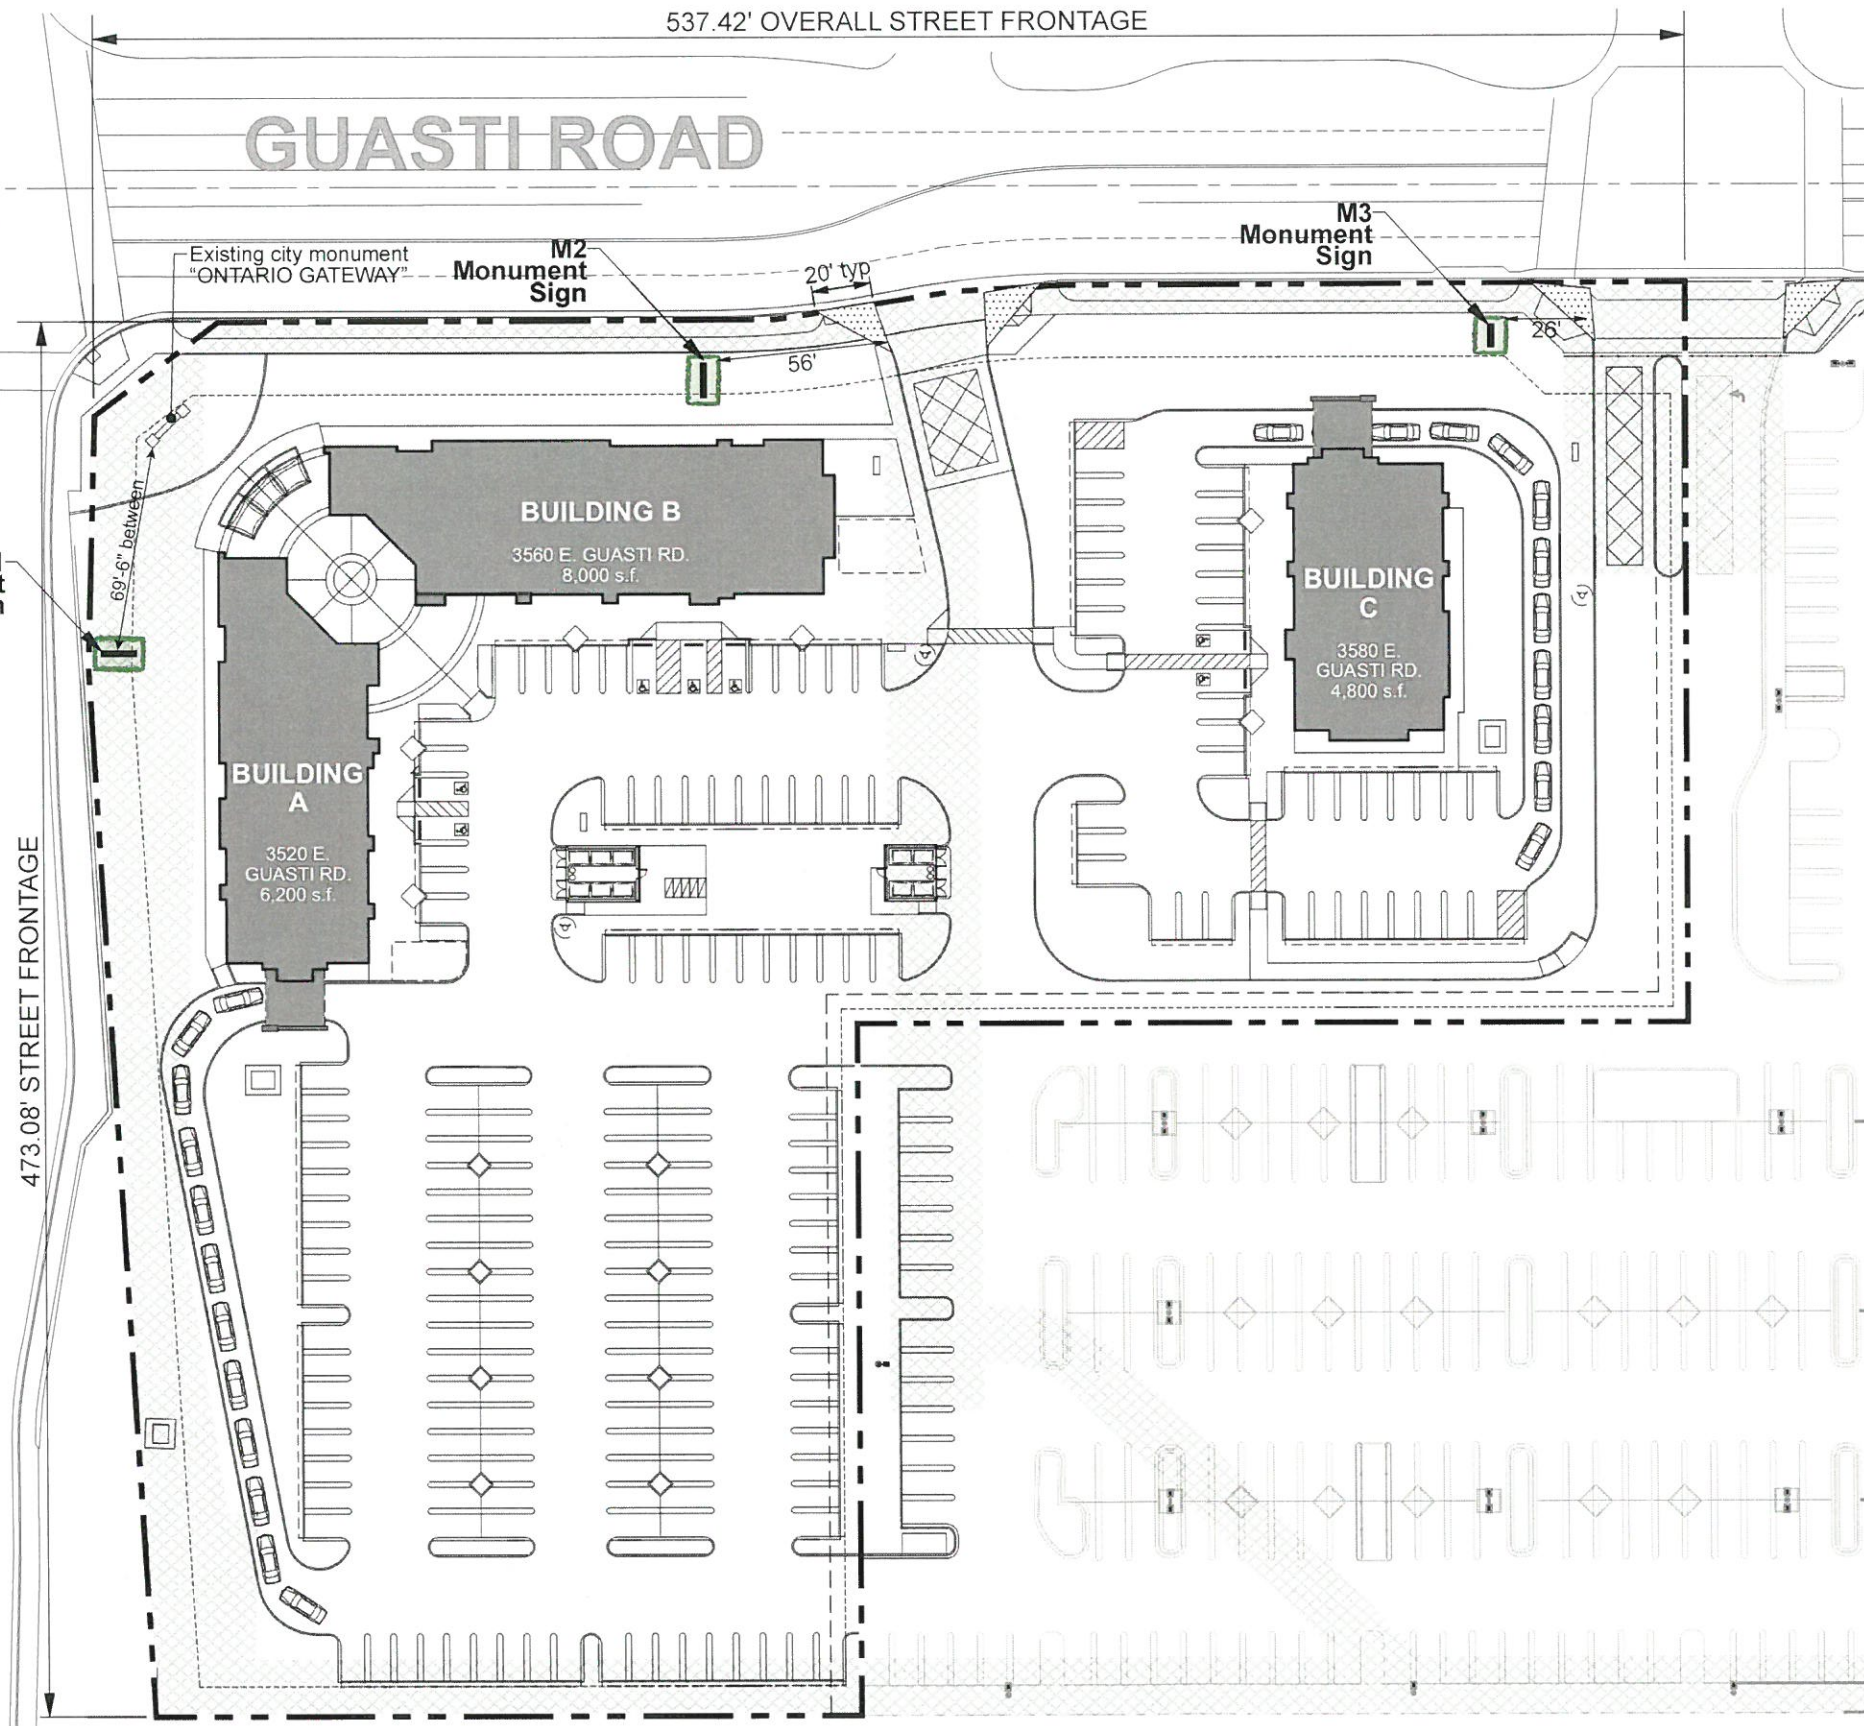 537.42' OVERALL STREET FRONTAGE
GUASTI ROAD
Existing city monument
"ONTARIO GATEWAY"
M2
Monument
Sign
20' typ
M3
Monument
Sign
56'
26'
69'-6" between
BUILDING B
3560 E. GUASTI RD.
8,000 s.f.
BUILDING
C
3580 E.
GUASTI RD.
4,800 s.f.
BUILDING
A
3520 E.
GUASTI RD.
6,200 s.f.
473.08' STREET FRONTAGE